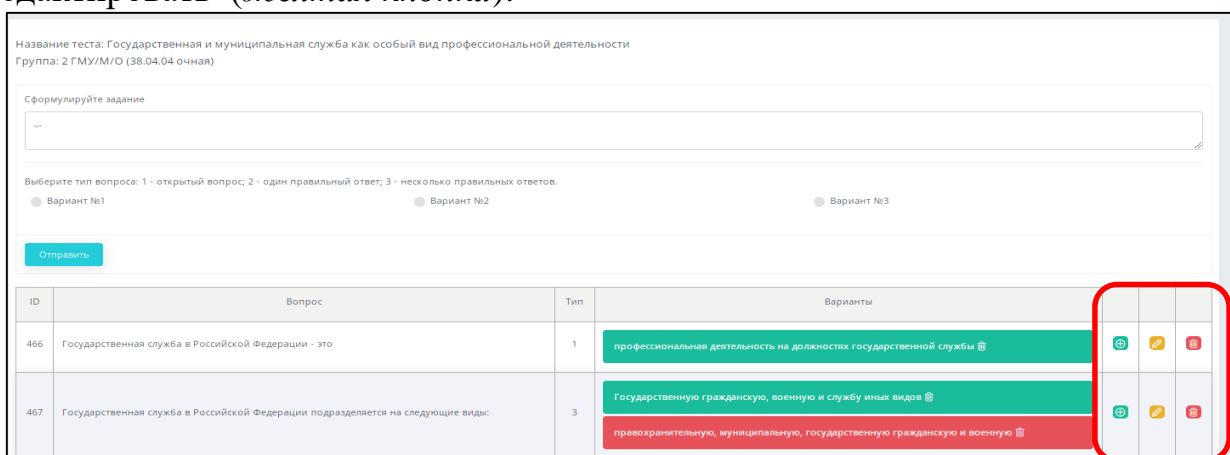 (желтая кнопка).
Название теста: Государственная и муниципальная служба как особый вид профессиональной деятельности
Группа: 2 ГМУ/М/О (38.04.04 очная)
Сформулируйте задание
...
Выберите тип вопроса: 1 - открытый вопрос; 2 - один правильный ответ; 3 - несколько правильных ответов.
Вариант №1 Вариант №2 Вариант №3
Отправить
ID Вопрос Тип Варианты
466 Государственная служба в Российской Федерации - это 1 профессиональная деятельность на должностях государственной службы
467 Государственная служба в Российской Федерации подразделяется на следующие виды: 3 Государственную гражданскую, военную и службу иных видов
правохранительную, муниципальную, государственную гражданскую и военную